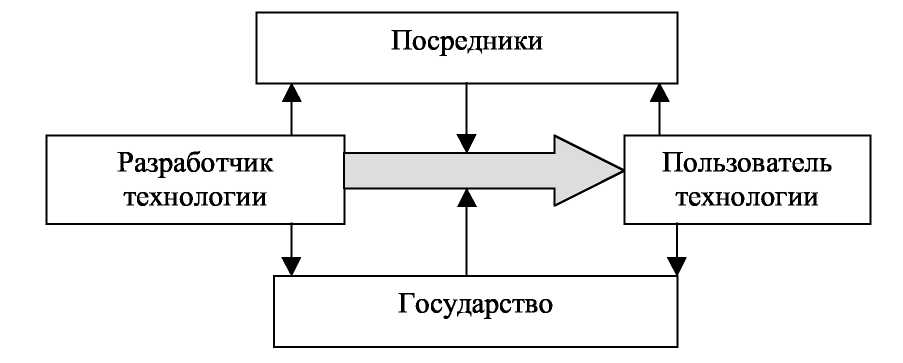 Посредники
Разработчик
технологии
Пользователь
технологии
Государство